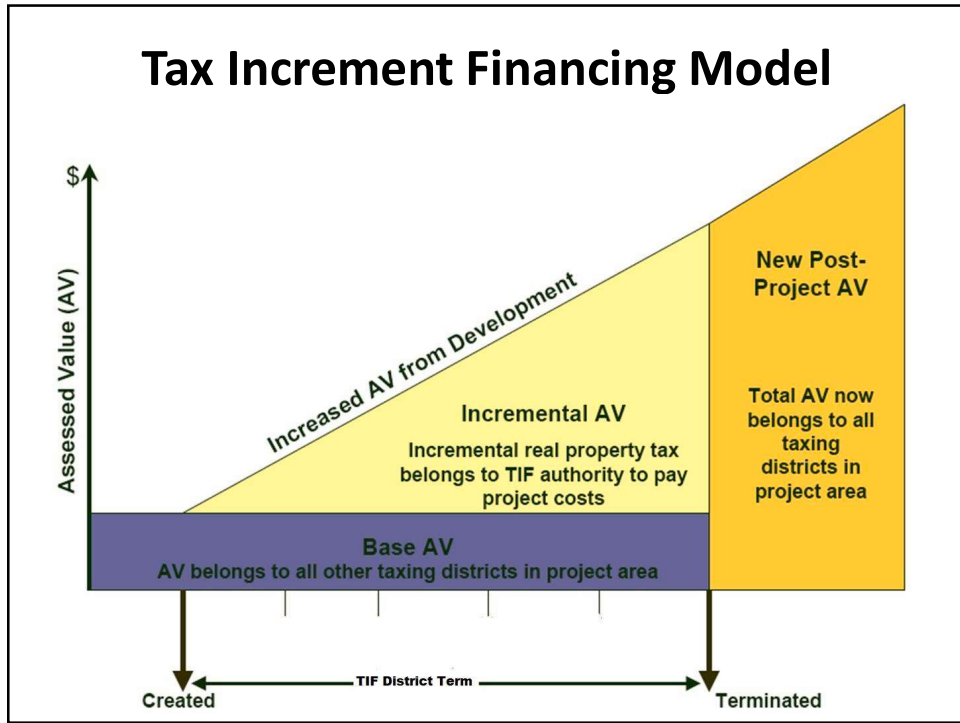 Tax Increment Financing Model
$
Assessed Value (AV)
Increased AV from Development
New Post-
Project AV
Incremental AV
Incremental real property tax
belongs to TIF authority to pay
project costs
Total AV now
belongs to all
taxing
districts in
project area
Base AV
AV belongs to all other taxing districts in project area
TIF District Term
Created
Terminated